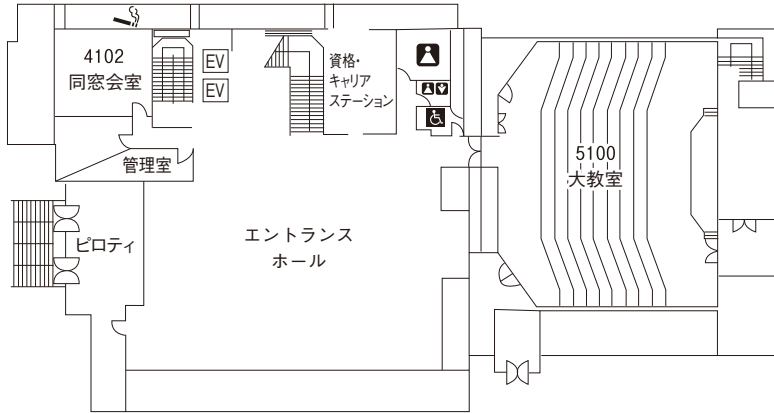 4102
同窓会室
EV
EV
資格・
キャリア
ステーション
管理室
ピロティ
エントランス
ホール
5100
大教室